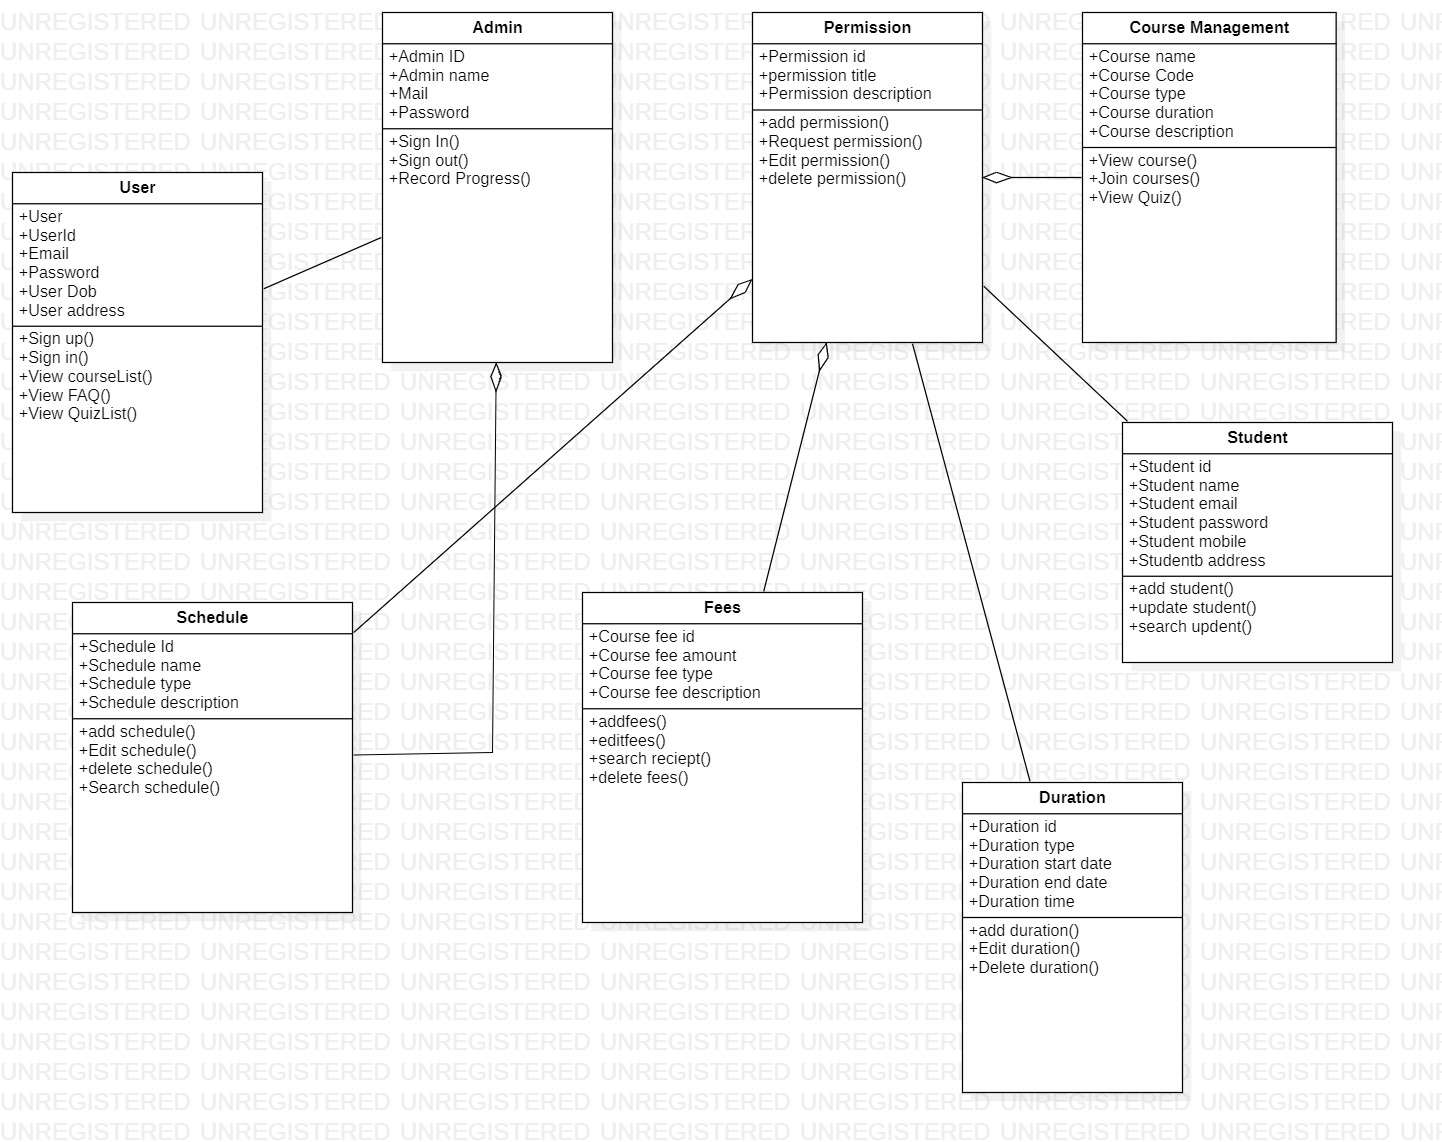 Admin
+Admin ID
+Admin name
+Mail
+Password
+Sign In()
+Sign out()
+Record Progress()
Permission
+Permission id
+permission title
+Permission description
+add permission()
+Request permission()
+Edit permission()
+delete permission()
Course Management
+Course name
+Course Code
+Course type
+Course duration
+Course description
+View course()
+Join courses()
+View Quiz()
User
+User
+UserId
+Email
+Password
+User Dob
+User address
+Sign up()
+Sign in()
+View courseList()
+View FAQ()
+View QuizList()
Student
+Student id
+Student name
+Student email
+Student password
+Student mobile
+Studentb address
+add student()
+update student()
+search updent()
Schedule
+Schedule Id
+Schedule name
+Schedule type
+Schedule description
+add schedule()
+Edit schedule()
+delete schedule()
+Search schedule()
Fees
+Course fee id
+Course fee amount
+Course fee type
+Course fee description
+addfees()
+editfees()
+search reciept()
+delete fees()
Duration
+Duration id
+Duration type
+Duration start date
+Duration end date
+Duration time
+add duration()
+Edit duration()
+Delete duration()
UNREGISTERED